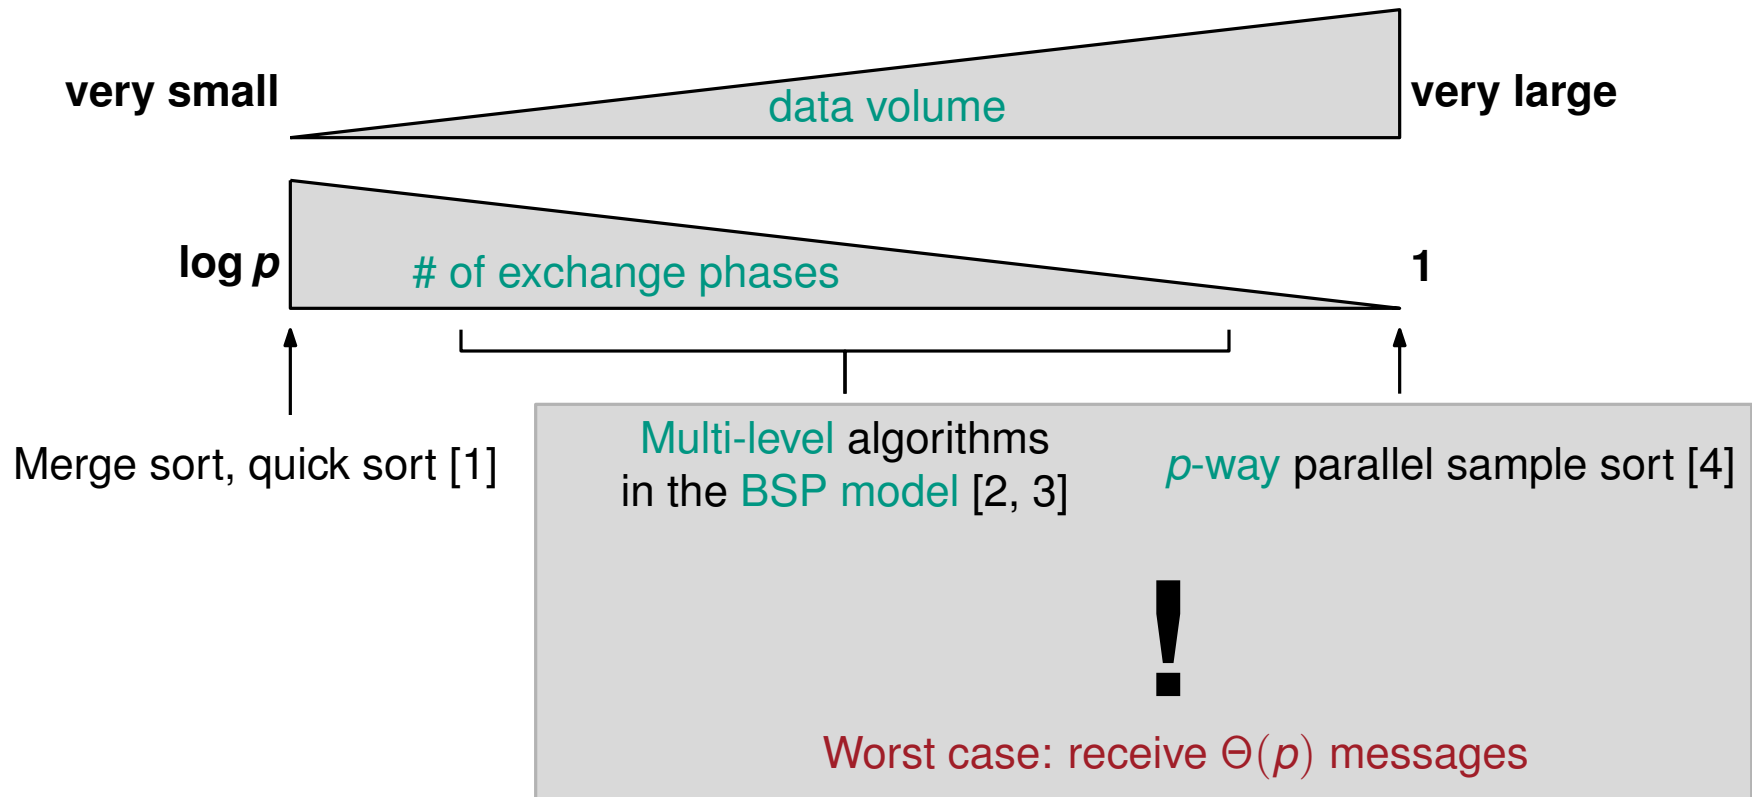 very small
data volume
very large
log p
# of exchange phases
1
Merge sort, quick sort [1]
Multi-level algorithms
in the BSP model [2, 3]
p-way parallel sample sort [4]
!
Worst case: receive Θ(p) messages